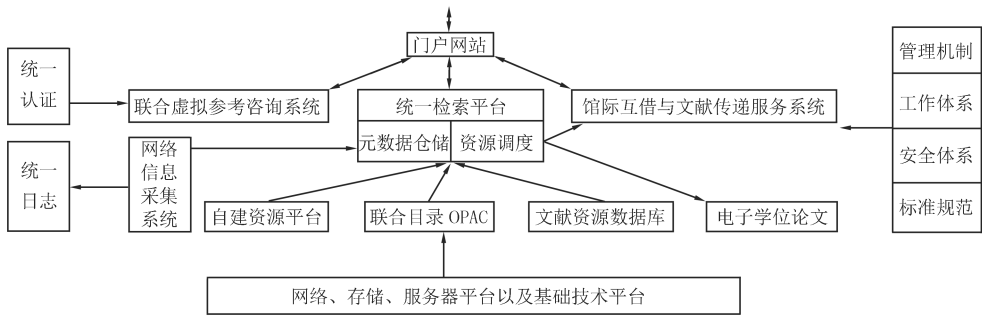 门户网站
统一
认证
联合虚拟参考咨询系统
统一检索平台
元数据仓储
资源调度
馆际互借与文献传递服务系统
管理机制
工作体系
安全体系
标准规范
统一
日志
网络
信息
采集
系统
自建资源平台
联合目录 OPAC
文献资源数据库
电子学位论文
网络、存储、服务器平台以及基础技术平台